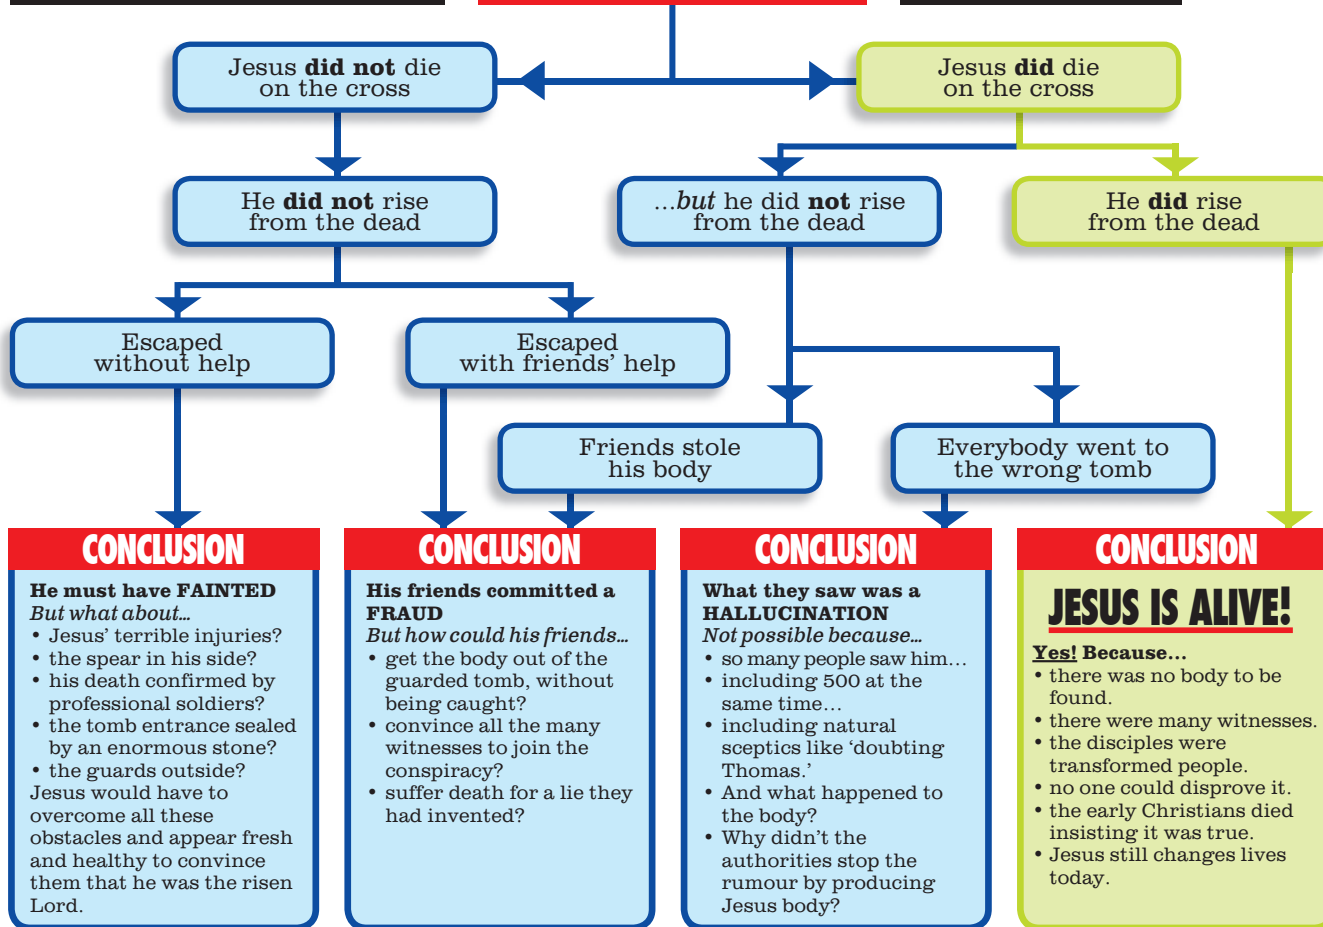 Jesus did not die
on the cross
Jesus did die
on the cross
He did not rise
from the dead
...but he did not rise
from the dead
He did rise
from the dead
Escaped
without help
Escaped
with friends’ help
Friends stole
his body
Everybody went to
the wrong tomb
CONCLUSION
He must have FAINTED
But what about...
• Jesus’ terrible injuries?
• the spear in his side?
• his death confirmed by
professional soldiers?
• the tomb entrance sealed
by an enormous stone?
• the guards outside?
Jesus would have to
overcome all these
obstacles and appear fresh
and healthy to convince
them that he was the risen
Lord.
CONCLUSION
His friends committed a
FRAUD
But how could his friends...
• get the body out of the
guarded tomb, without
being caught?
• convince all the many
witnesses to join the
conspiracy?
• suffer death for a lie they
had invented?
CONCLUSION
What they saw was a
HALLUCINATION
Not possible because...
• so many people saw him...
• including 500 at the
same time...
• including natural
sceptics like ‘doubting
Thomas.’
• And what happened to
the body?
• Why didn’t the
authorities stop the
rumour by producing
Jesus body?
CONCLUSION
JESUS IS ALIVE!
Yes! Because...
• there was no body to be
found.
• there were many witnesses.
• the disciples were
transformed people.
• no one could disprove it.
• the early Christians died
insisting it was true.
• Jesus still changes lives
today.